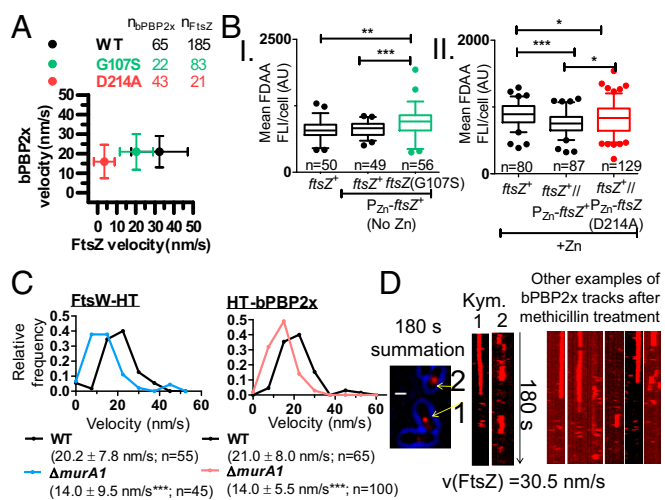 A
n_bPBP2x n_FtsZ
WT 65 185
G107S 22 83
D214A 43 21
bPBP2x
velocity(nm/s)
50
40
30
20
10
0
0 10 20 30 40 50
FtsZ velocity(nm/s)
B
I.
Mean FDAA
FLI/cell (AU)
2000
1000
0
**
***
n=50 n=49 n=56
ftsZ+ ftsZ+ ftsZ(G107S)
P_Zn-ftsZ+
(No Zn)
II.
Mean FDAA
FLI/cell (AU)
2500
1250
0
*
***
*
n=80 n=87 n=129
ftsZ+ ftsZ+// ftsZ+//
P_Zn-ftsZ+ P_Zn-ftsZ
(D214A)
+Zn
C
FtsW-HT
Relative
frequency
0.5
0.4
0.3
0.2
0.1
0.0
0 20 40 60
Velocity (nm/s)
WT
(20.2 ± 7.8 nm/s; n=55)
ΔmurA1
(14.0 ± 9.5 nm/s***; n=45)
HT-bPBP2x
0.5
0.4
0.3
0.2
0.1
0.0
0 20 40 60
Velocity (nm/s)
WT
(21.0 ± 8.0 nm/s; n=65)
ΔmurA1
(14.0 ± 5.5 nm/s***; n=100)
D
180 s
summation
2
1
Kym.
1 2
180 s
Other examples of
bPBP2x tracks after
methicillin treatment
v(FtsZ) =30.5 nm/s